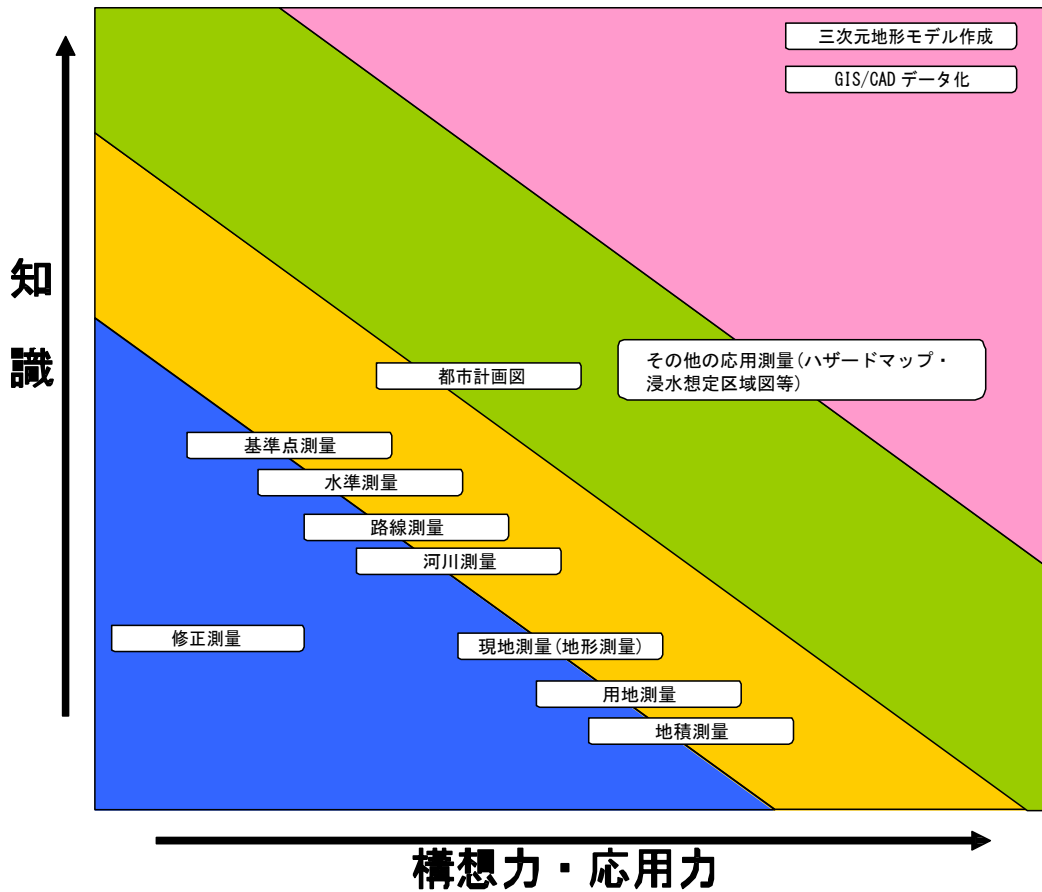 三次元地形モデル作成
GIS/CAD データ化
知
識
その他の応用測量(ハザードマップ・
浸水想定区域図等)
都市計画図
基準点測量
水準測量
路線測量
河川測量
修正測量
現地測量(地形測量)
用地測量
地積測量
構想力・応用力